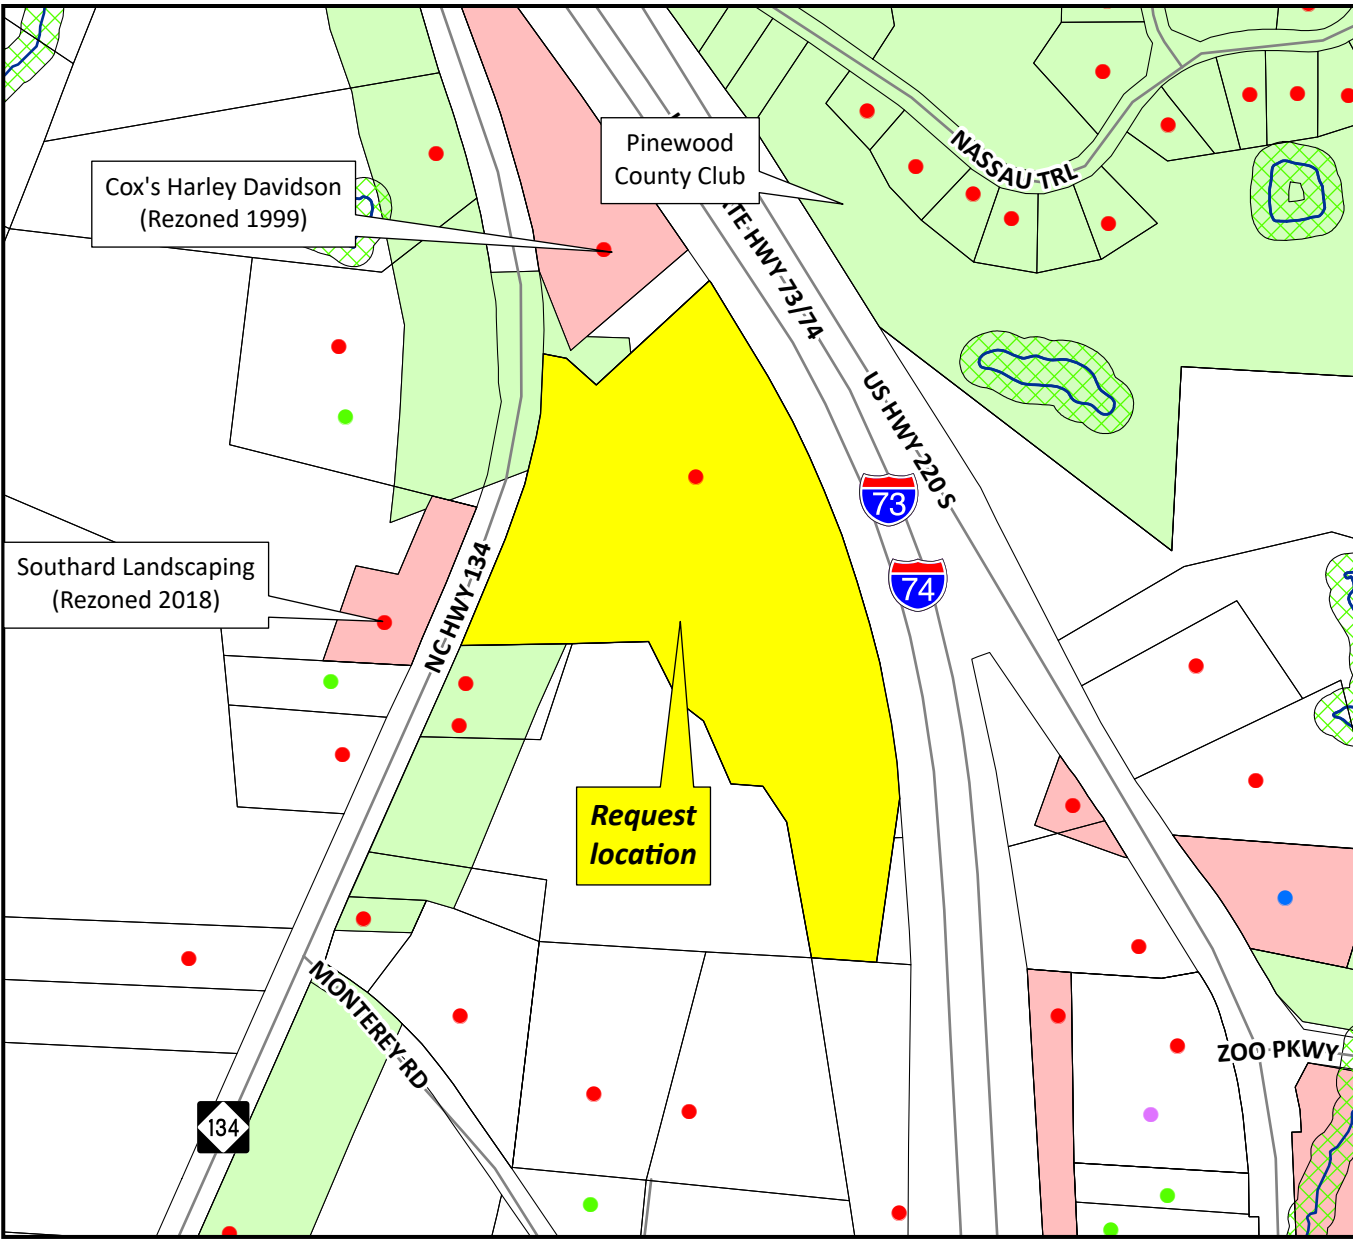 Pinewood
County Club
NASSAU TRL
Cox's Harley Davidson
(Rezoned 1999)
TE HWY 73/74
US HWY 220 S
73
74
Southard Landscaping
(Rezoned 2018)
NC HWY 134
Request
location
MONTEREY RD
ZOO PKWY
134